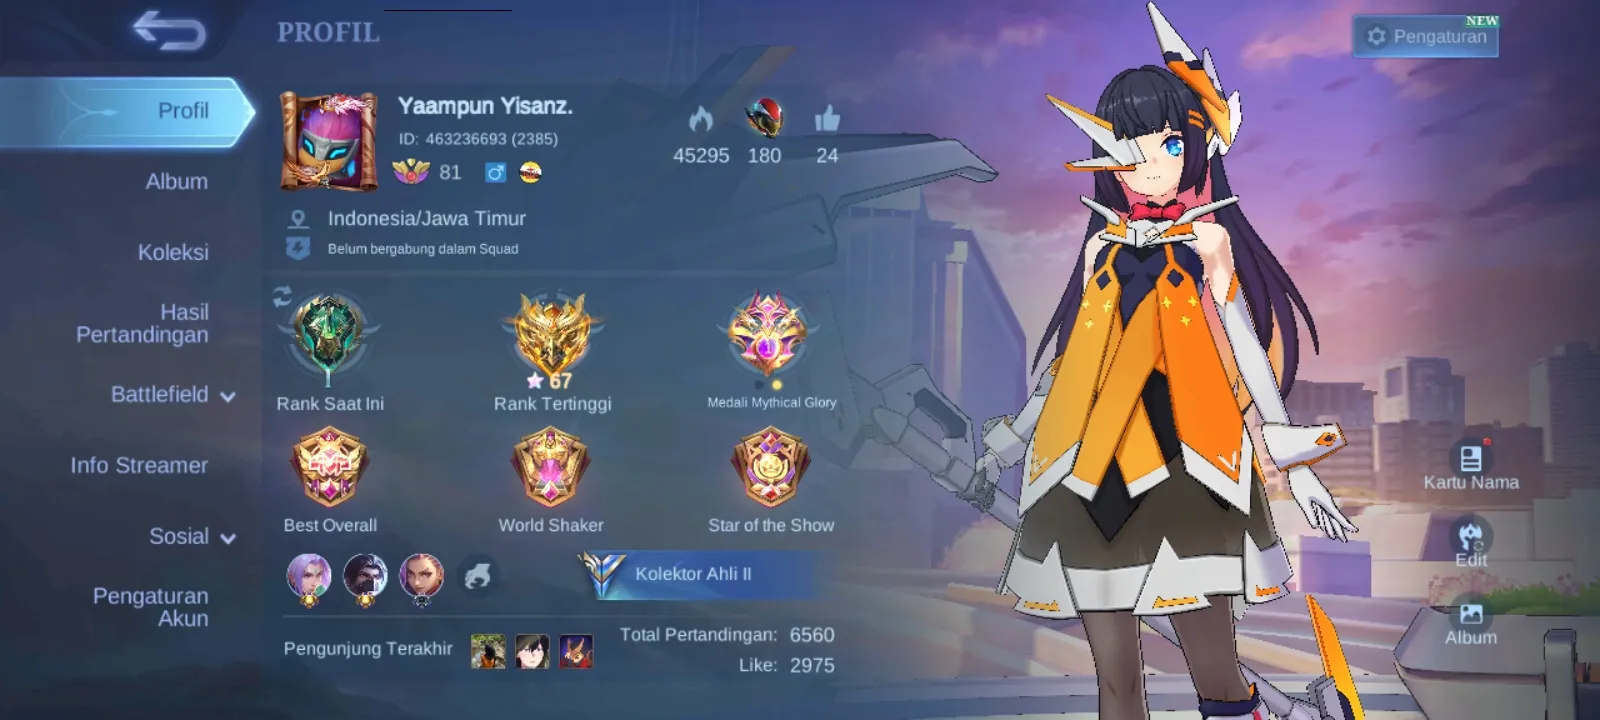 PROFIL
NEW
Pengaturan
Profil
Album
Koleksi
Hasil
Pertandingan
Battlefield
Info Streamer
Sosial
Pengaturan
Akun
Yaampun Yisanz.
ID: 463236693 (2385)
81
45295 180 24
Indonesia/Jawa Timur
Belum bergabung dalam Squad
67
Rank Saat Ini
Rank Tertinggi
1
Medali Mythical Glory
Best Overall
World Shaker
Star of the Show
Kolektor Ahli II
Pengunjung Terakhir
Total Pertandingan: 6560
Like: 2975
Kartu Nama
Edit
Album